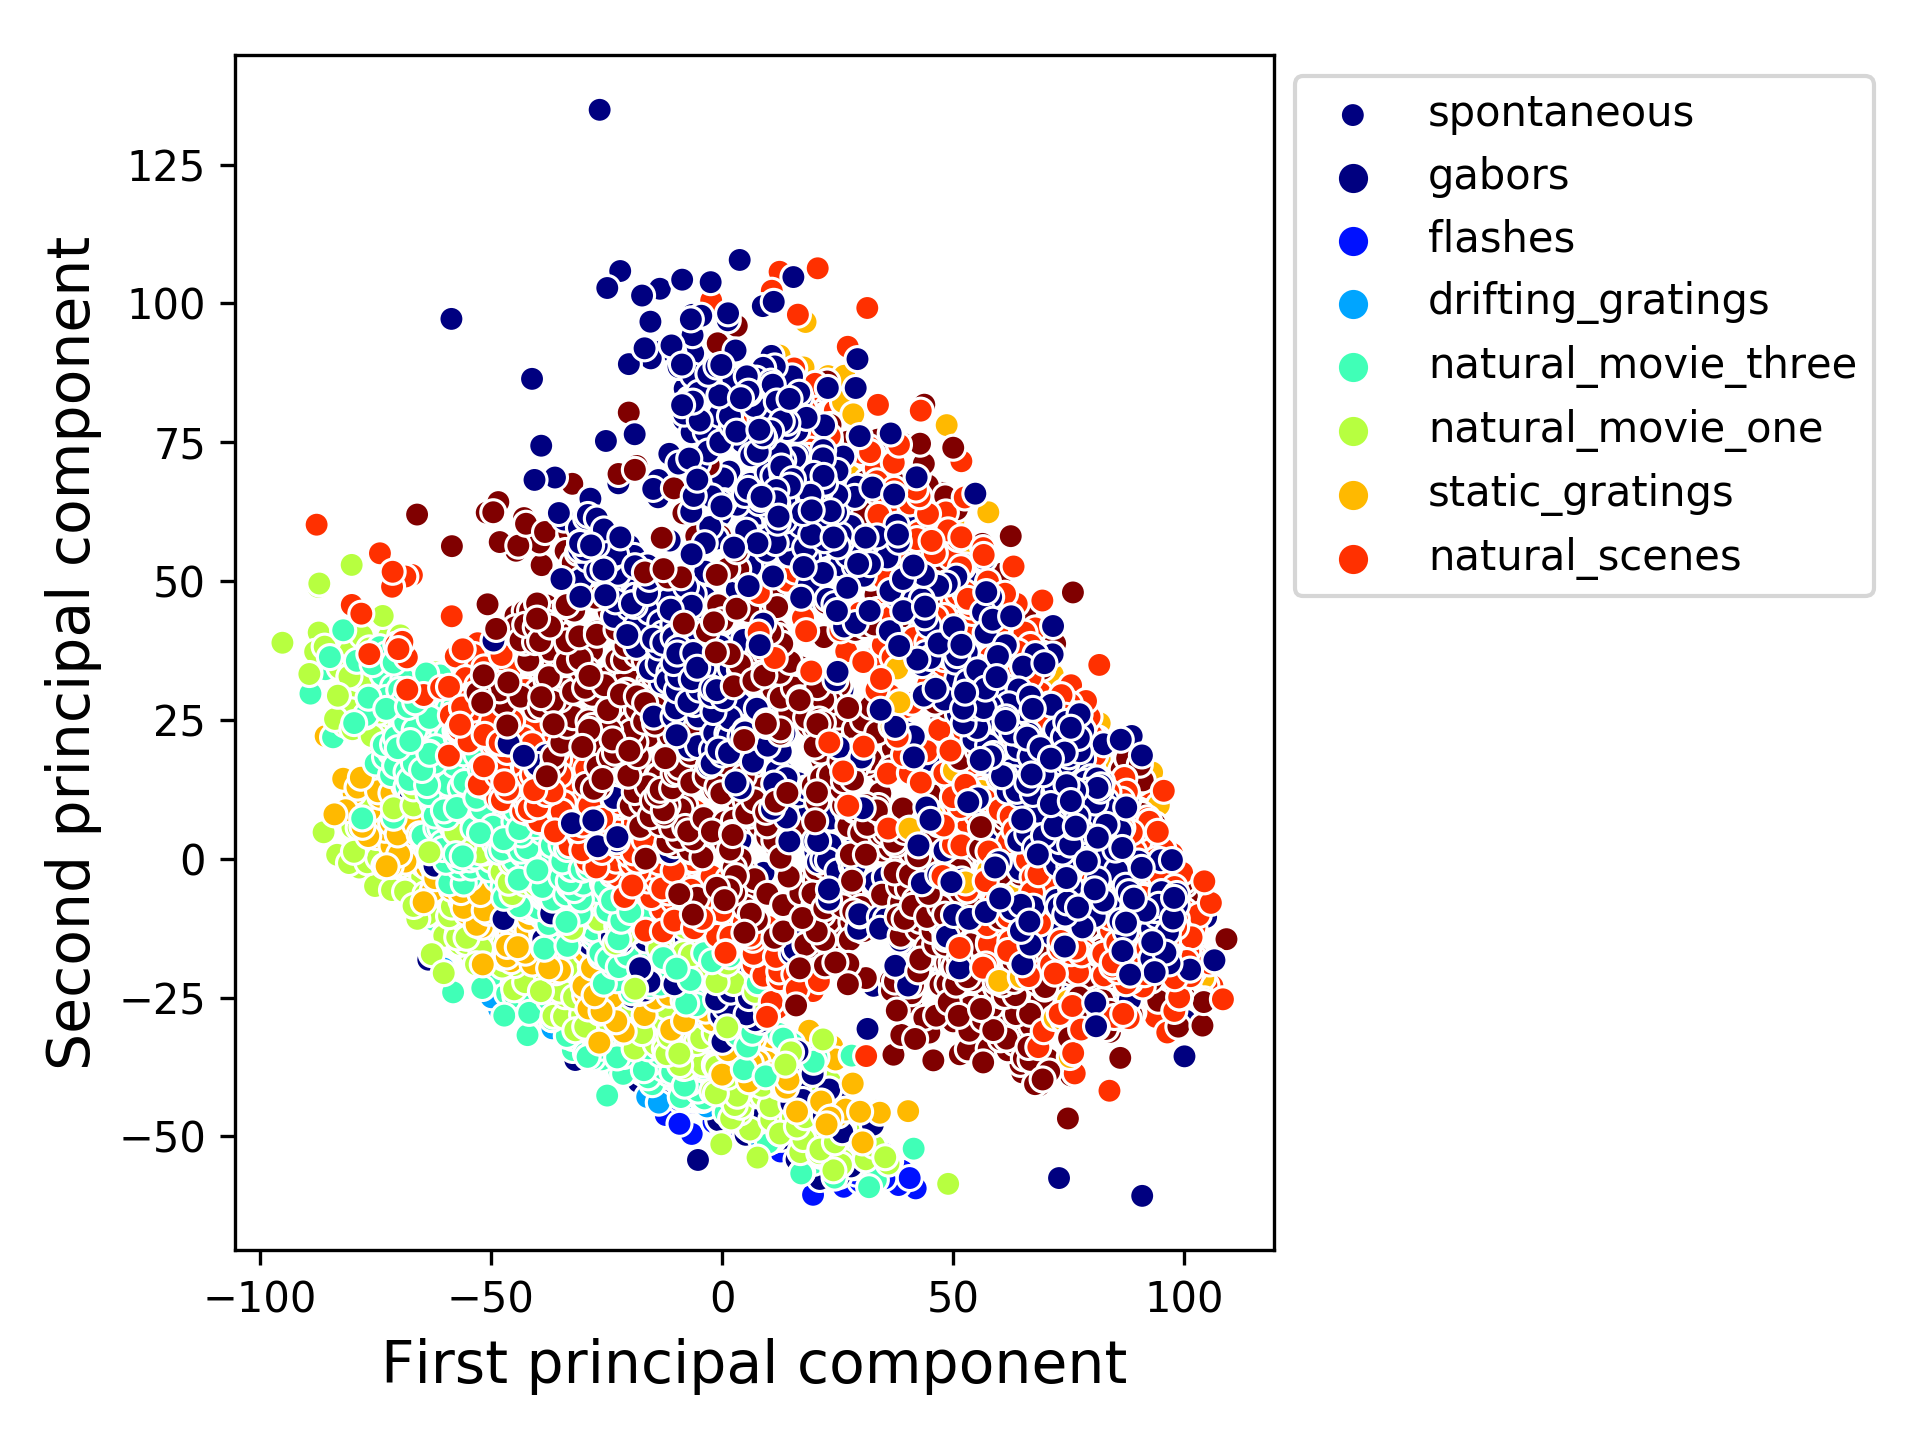 Second principal component
125
100
75
50
25
0
−25
−50
−100
−50
0
50
100
First principal component
spontaneous
gabors
flashes
drifting_gratings
natural_movie_three
natural_movie_one
static_gratings
natural_scenes